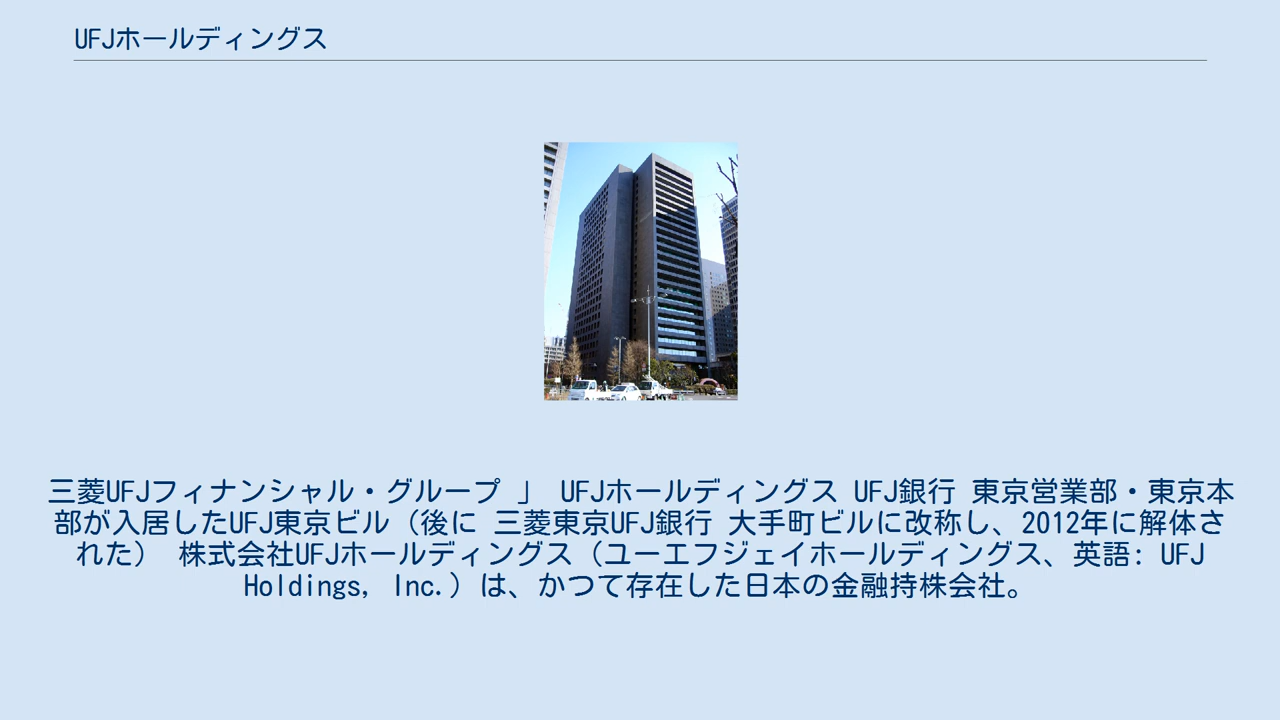 UFJホールディングス
三菱UFJフィナンシャル・グループ 」 UFJホールディングス UFJ銀行 東京営業部・東京本
部が入居したUFJ東京ビル（後に 三菱東京UFJ銀行 大手町ビルに改称し、2012年に解体さ
れた） 株式会社UFJホールディングス（ユーエフジェイホールディングス、英語: UFJ
Holdings, Inc.）は、かつて存在した日本の金融持株会社。